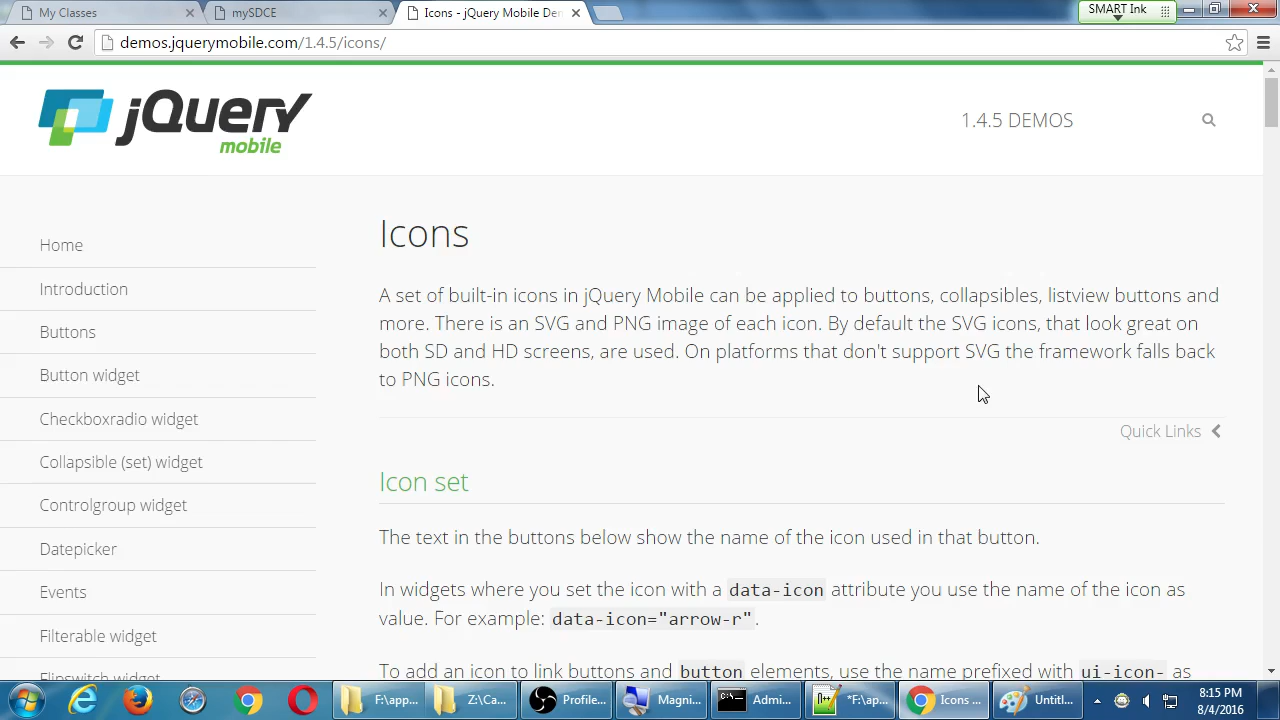 My Classes
mySDCE
Icons - jQuery Mobile Der
SMART Ink
demos.jquerymobile.com/1.4.5/icons/
jQuery
mobile
1.4.5 DEMOS
Home
Introduction
Buttons
Button widget
Checkboxradio widget
Collapsible (set) widget
Controlgroup widget
Datepicker
Events
Filterable widget
Flipswitch widget
Icons
A set of built-in icons in jQuery Mobile can be applied to buttons, collapsibles, listview buttons and
more. There is an SVG and PNG image of each icon. By default the SVG icons, that look great on
both SD and HD screens, are used. On platforms that don't support SVG the framework falls back
to PNG icons.
Quick Links
Icon set
The text in the buttons below show the name of the icon used in that button.
In widgets where you set the icon with a data-icon attribute you use the name of the icon as
value. For example: data-icon="arrow-r".
To add an icon to link buttons and button elements, use the name prefixed with ui-icon- as
F:\app...
Z:\Ca...
Profile...
Magni...
Admi...
*F:\ap...
Icons ...
Untitl...
8:15 PM
8/4/2016